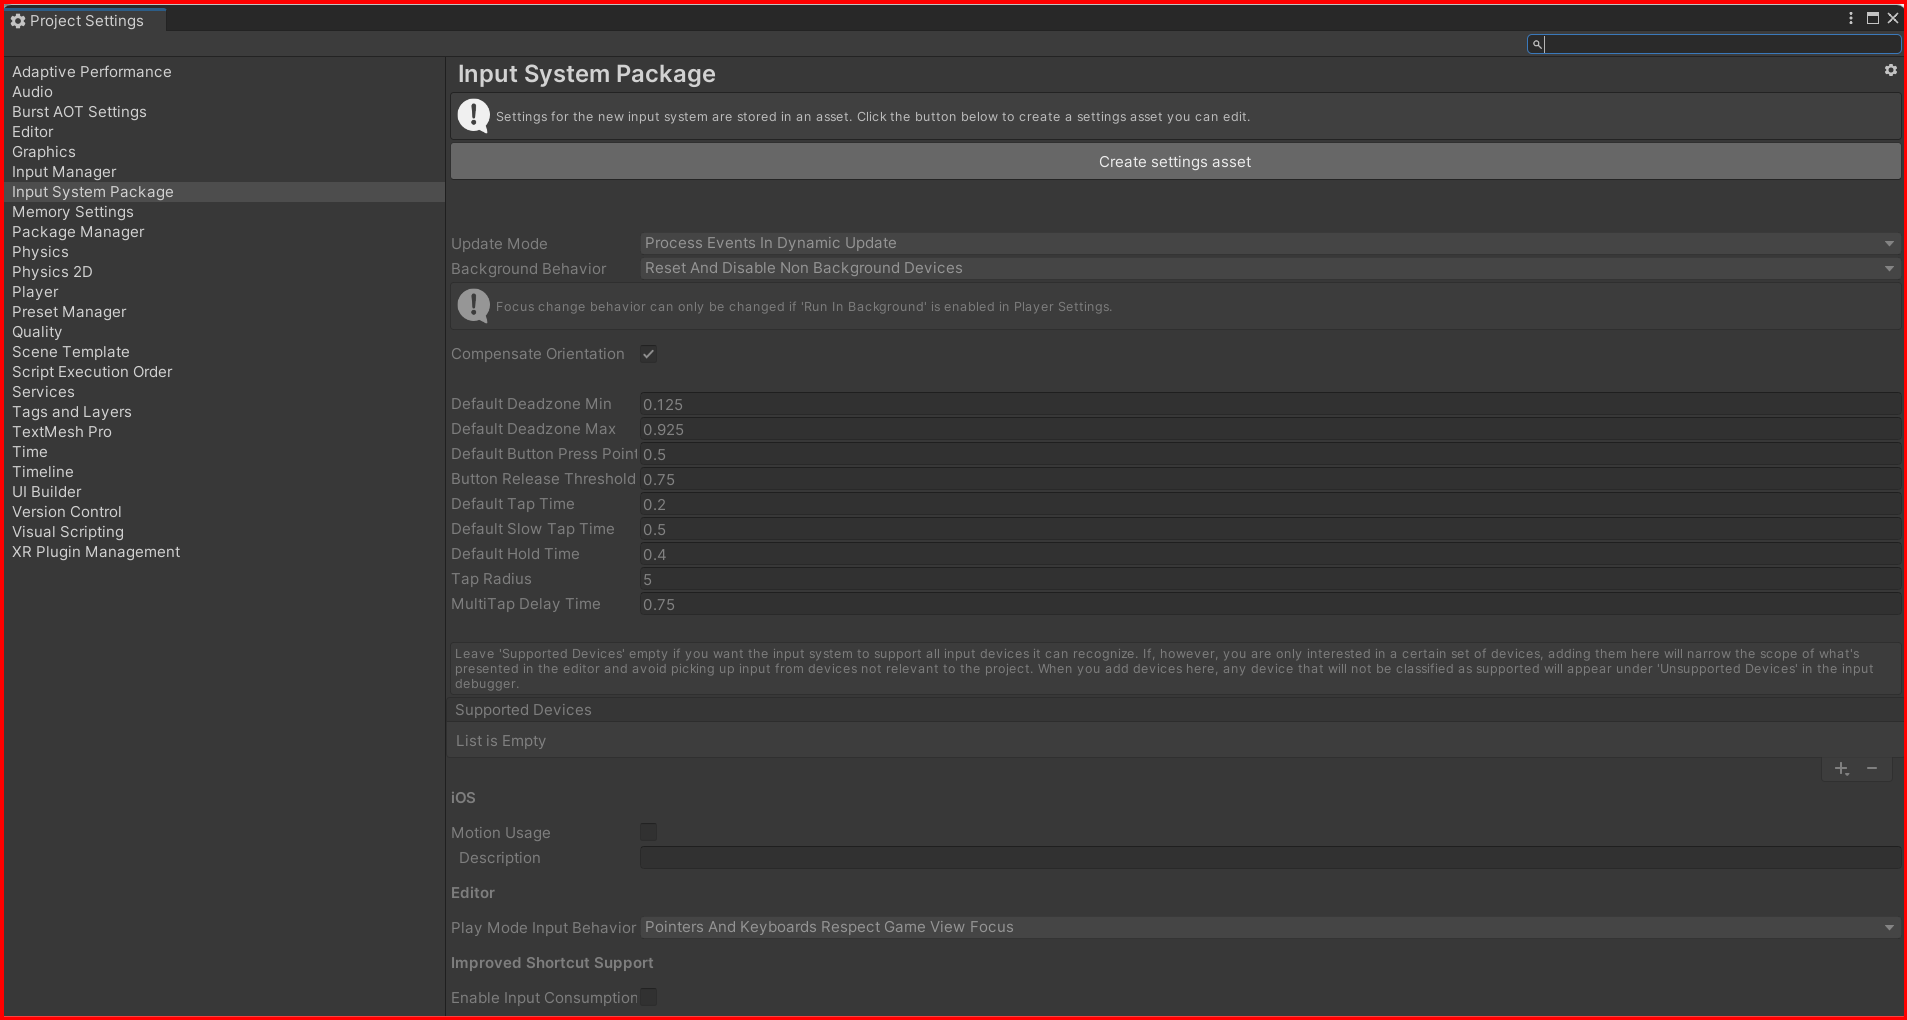 Project Settings
Adaptive Performance
Audio
Burst AOT Settings
Editor
Graphics
Input Manager
Input System Package
Memory Settings
Package Manager
Physics
Physics 2D
Player
Preset Manager
Quality
Scene Template
Script Execution Order
Services
Tags and Layers
TextMesh Pro
Time
Timeline
UI Builder
Version Control
Visual Scripting
XR Plugin Management
Input System Package
Settings for the new input system are stored in an asset. Click the button below to create a settings asset you can edit.
Create settings asset
Update Mode Process Events In Dynamic Update
Background Behavior Reset And Disable Non Background Devices
Focus change behavior can only be changed if 'Run In Background' is enabled in Player Settings.
Compensate Orientation
Default Deadzone Min 0.125
Default Deadzone Max 0.925
Default Button Press Point 0.5
Button Release Threshold 0.75
Default Tap Time 0.2
Default Slow Tap Time 0.5
Default Hold Time 0.4
Tap Radius 5
MultiTap Delay Time 0.75
Leave 'Supported Devices' empty if you want the input system to support all input devices it can recognize. If, however, you are only interested in a certain set of devices, adding them here will narrow the scope of what's
presented in the editor and avoid picking up input from devices not relevant to the project. When you add devices here, any device that will not be classified as supported will appear under 'Unsupported Devices' in the input
debugger.
Supported Devices
List is Empty
iOS
Motion Usage
Description
Editor
Play Mode Input Behavior Pointers And Keyboards Respect Game View Focus
Improved Shortcut Support
Enable Input Consumption